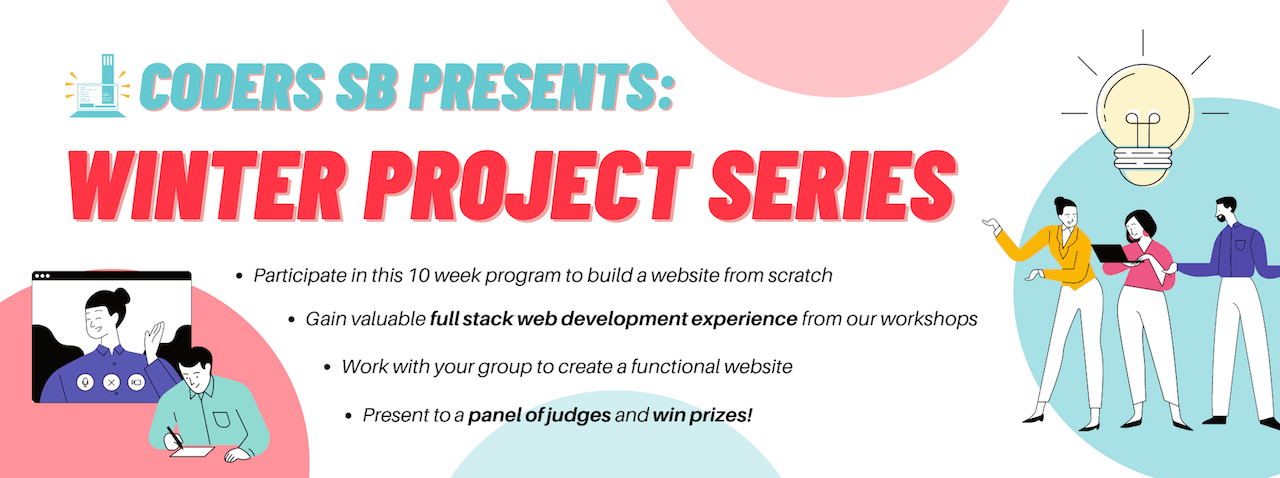 CODERS SB PRESENTS:
WINTER PROJECT SERIES
• Participate in this 10 week program to build a website from scratch
• Gain valuable full stack web development experience from our workshops
• Work with your group to create a functional website
• Present to a panel of judges and win prizes!